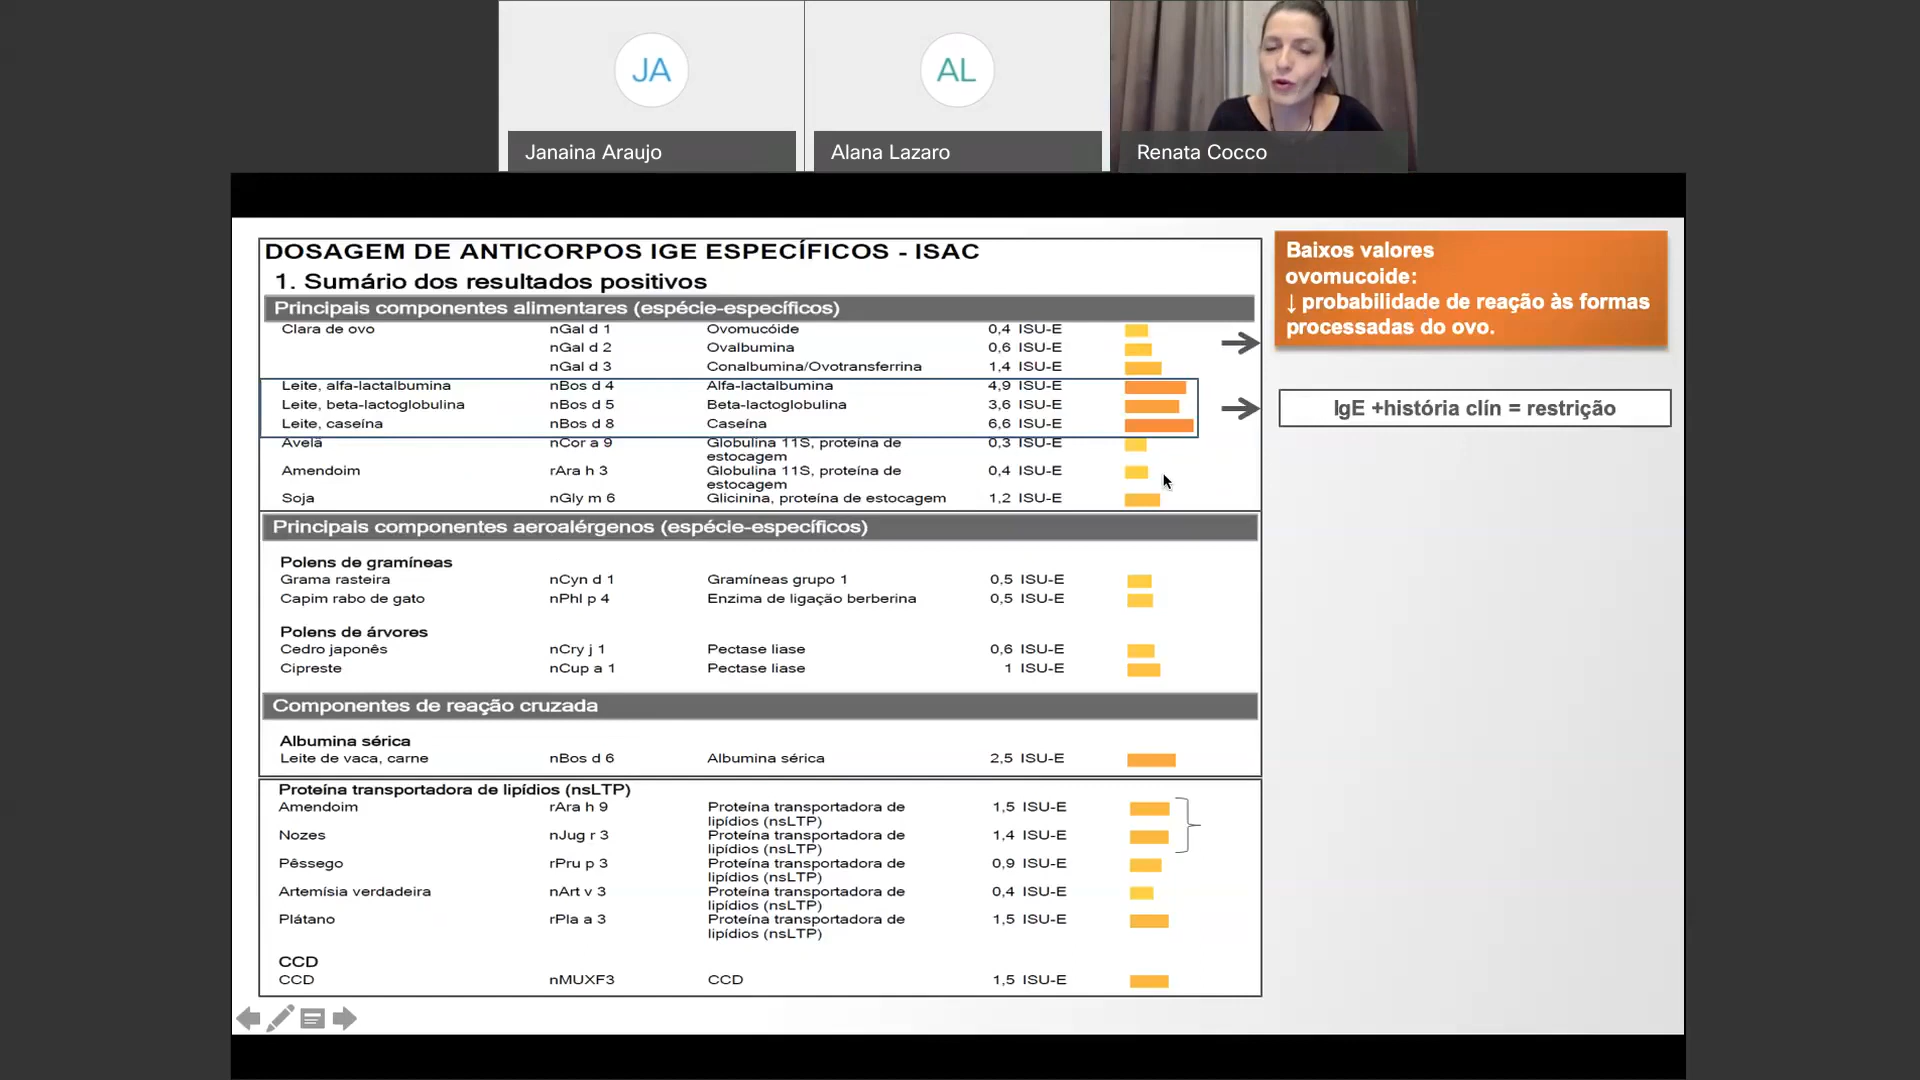 JA
AL
Janaina Araujo
Alana Lazaro
Renata Cocco
DOSAGEM DE ANTICORPOS IGE ESPECÍFICOS - ISAC
1. Sumário dos resultados positivos
Principais componentes alimentares (espécie-específicos)
Clara de ovo nGal d 1 Ovomucóide 0,4 ISU-E
nGal d 2 Ovalbumina 0,6 ISU-E
nGal d 3 Conalbumina/Ovotransferrina 1,4 ISU-E
Leite, alfa-lactalbumina nBos d 4 Alfa-lactalbumina 4,9 ISU-E
Leite, beta-lactoglobulina nBos d 5 Beta-lactoglobulina 3,6 ISU-E
Leite, caseína nBos d 8 Caseína 6,6 ISU-E
Avelã nCor a 9 Globulina 11S, proteína de 0,3 ISU-E
estocagem
Amendoim rAra h 3 Globulina 11S, proteína de 0,4 ISU-E
estocagem
Soja nGly m 6 Glicinina, proteína de estocagem 1,2 ISU-E
Principais componentes aeroalérgenos (espécie-específicos)
Polens de gramíneas
Grama rasteira nCyn d 1 Gramíneas grupo 1 0,5 ISU-E
Capim rabo de gato nPhl p 4 Enzima de ligação berberina 0,5 ISU-E
Polens de árvores
Cedro japonês nCry j 1 Pectase liase 0,6 ISU-E
Cipreste nCup a 1 Pectase liase 1 ISU-E
Componentes de reação cruzada
Albumina sérica
Leite de vaca, carne nBos d 6 Albumina sérica 2,5 ISU-E
Proteína transportadora de lipídios (nsLTP)
Amendoim rAra h 9 Proteína transportadora de 1,5 ISU-E
lipídios (nsLTP)
Nozes nJug r 3 Proteína transportadora de 1,4 ISU-E
lipídios (nsLTP)
Pêssego rPru p 3 Proteína transportadora de 0,9 ISU-E
lipídios (nsLTP)
Artemísia verdadeira nArt v 3 Proteína transportadora de 0,4 ISU-E
lipídios (nsLTP)
Plátano rPla a 3 Proteína transportadora de 1,5 ISU-E
lipídios (nsLTP)
CCD
CCD nMUXF3 CCD 1,5 ISU-E
Baixos valores
ovomucoide:
↓ probabilidade de reação às formas
processadas do ovo.
IgE +história clín = restrição